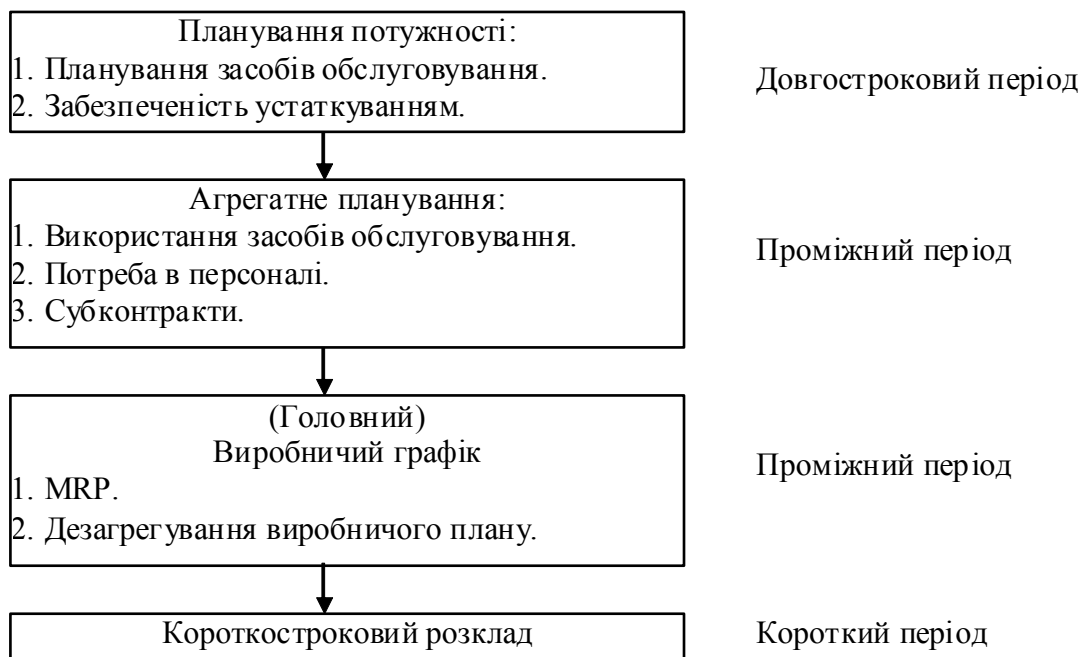 Планування потужності:
1. Планування засобів обслуговування.
2. Забезпеченість устаткуванням.
Довгостроковий період
Агрегатне планування:
1. Використання засобів обслуговування.
2. Потреба в персоналі.
3. Субконтракти.
Проміжний період
(Головний)
Виробничий графік
1. MRP.
2. Дезагрегування виробничого плану.
Проміжний період
Короткостроковий розклад
Короткий період